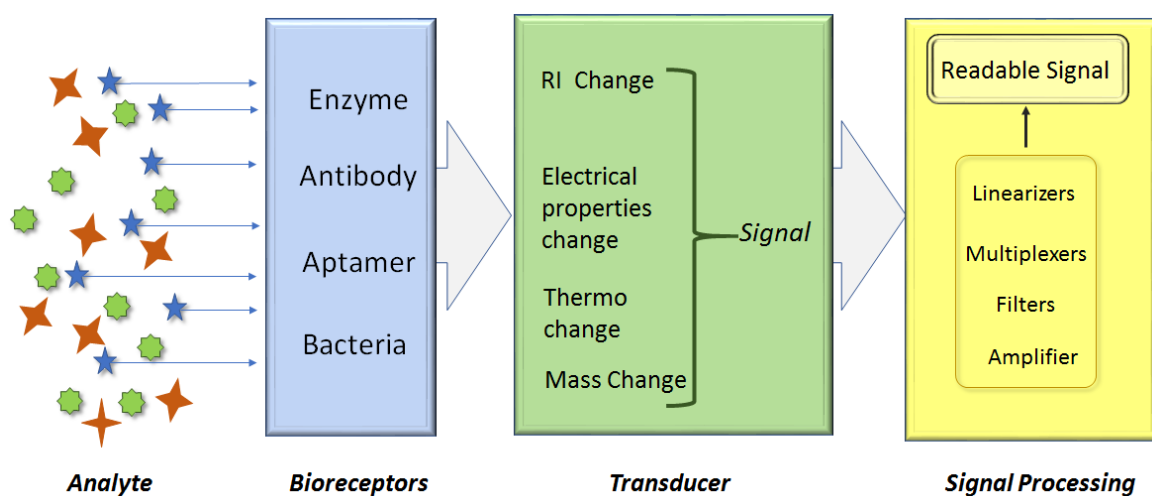 Enzyme
Antibody
Aptamer
Bacteria
RI Change
Electrical
properties
change
Thermo
change
Mass Change
Signal
Readable Signal
Linearizers
Multiplexers
Filters
Amplifier
Analyte
Bioreceptors
Transducer
Signal Processing